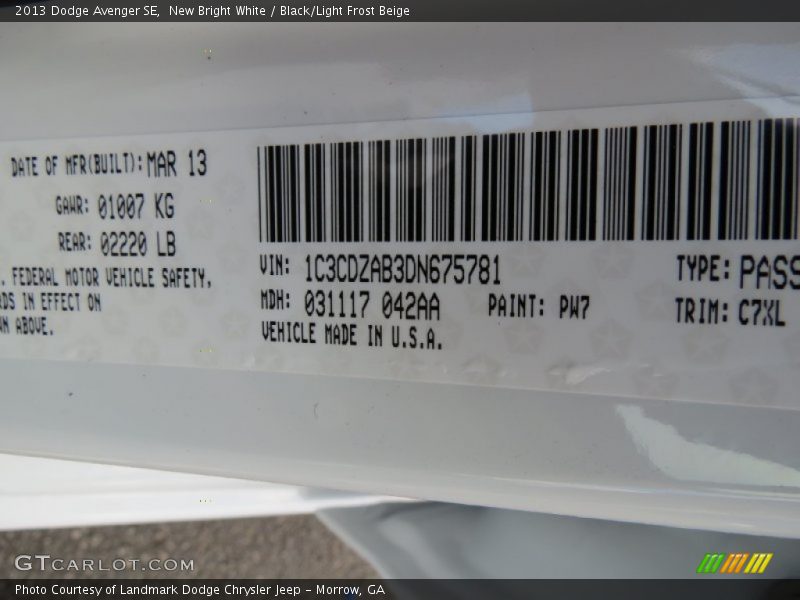 2013 Dodge Avenger SE, New Bright White / Black/Light Frost Beige
DATE OF MFR(BUILT): MAR 13
GAWR: 01007 KG
REAR: 02220 LB
. FEDERAL MOTOR VEHICLE SAFETY,
IN EFFECT ON
ABOVE.
VIN: 1C3CDZAB3DN675781
MDH: 031117 042AA
PAINT: PW7
VEHICLE MADE IN U.S.A.
TYPE: PASS
TRIM: C7XL
GTCARLOT.COM
Photo Courtesy of Landmark Dodge Chrysler Jeep – Morrow, GA